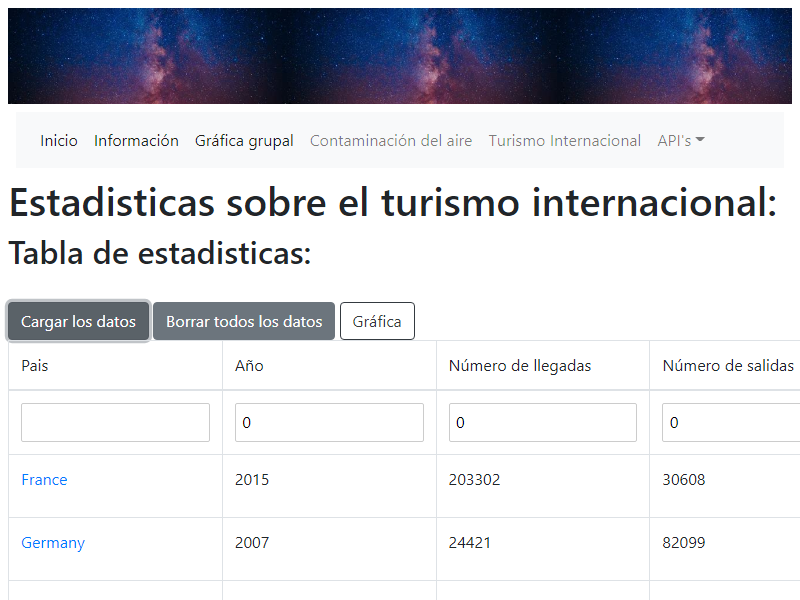 Inicio Información Gráfica grupal Contaminación del aire Turismo Internacional API's
Estadisticas sobre el turismo internacional:
Tabla de estadisticas:
Cargar los datos Borrar todos los datos Gráfica
Pais Año Número de llegadas Número de salidas
0 0 0
France 2015 203302 30608
Germany 2007 24421 82099